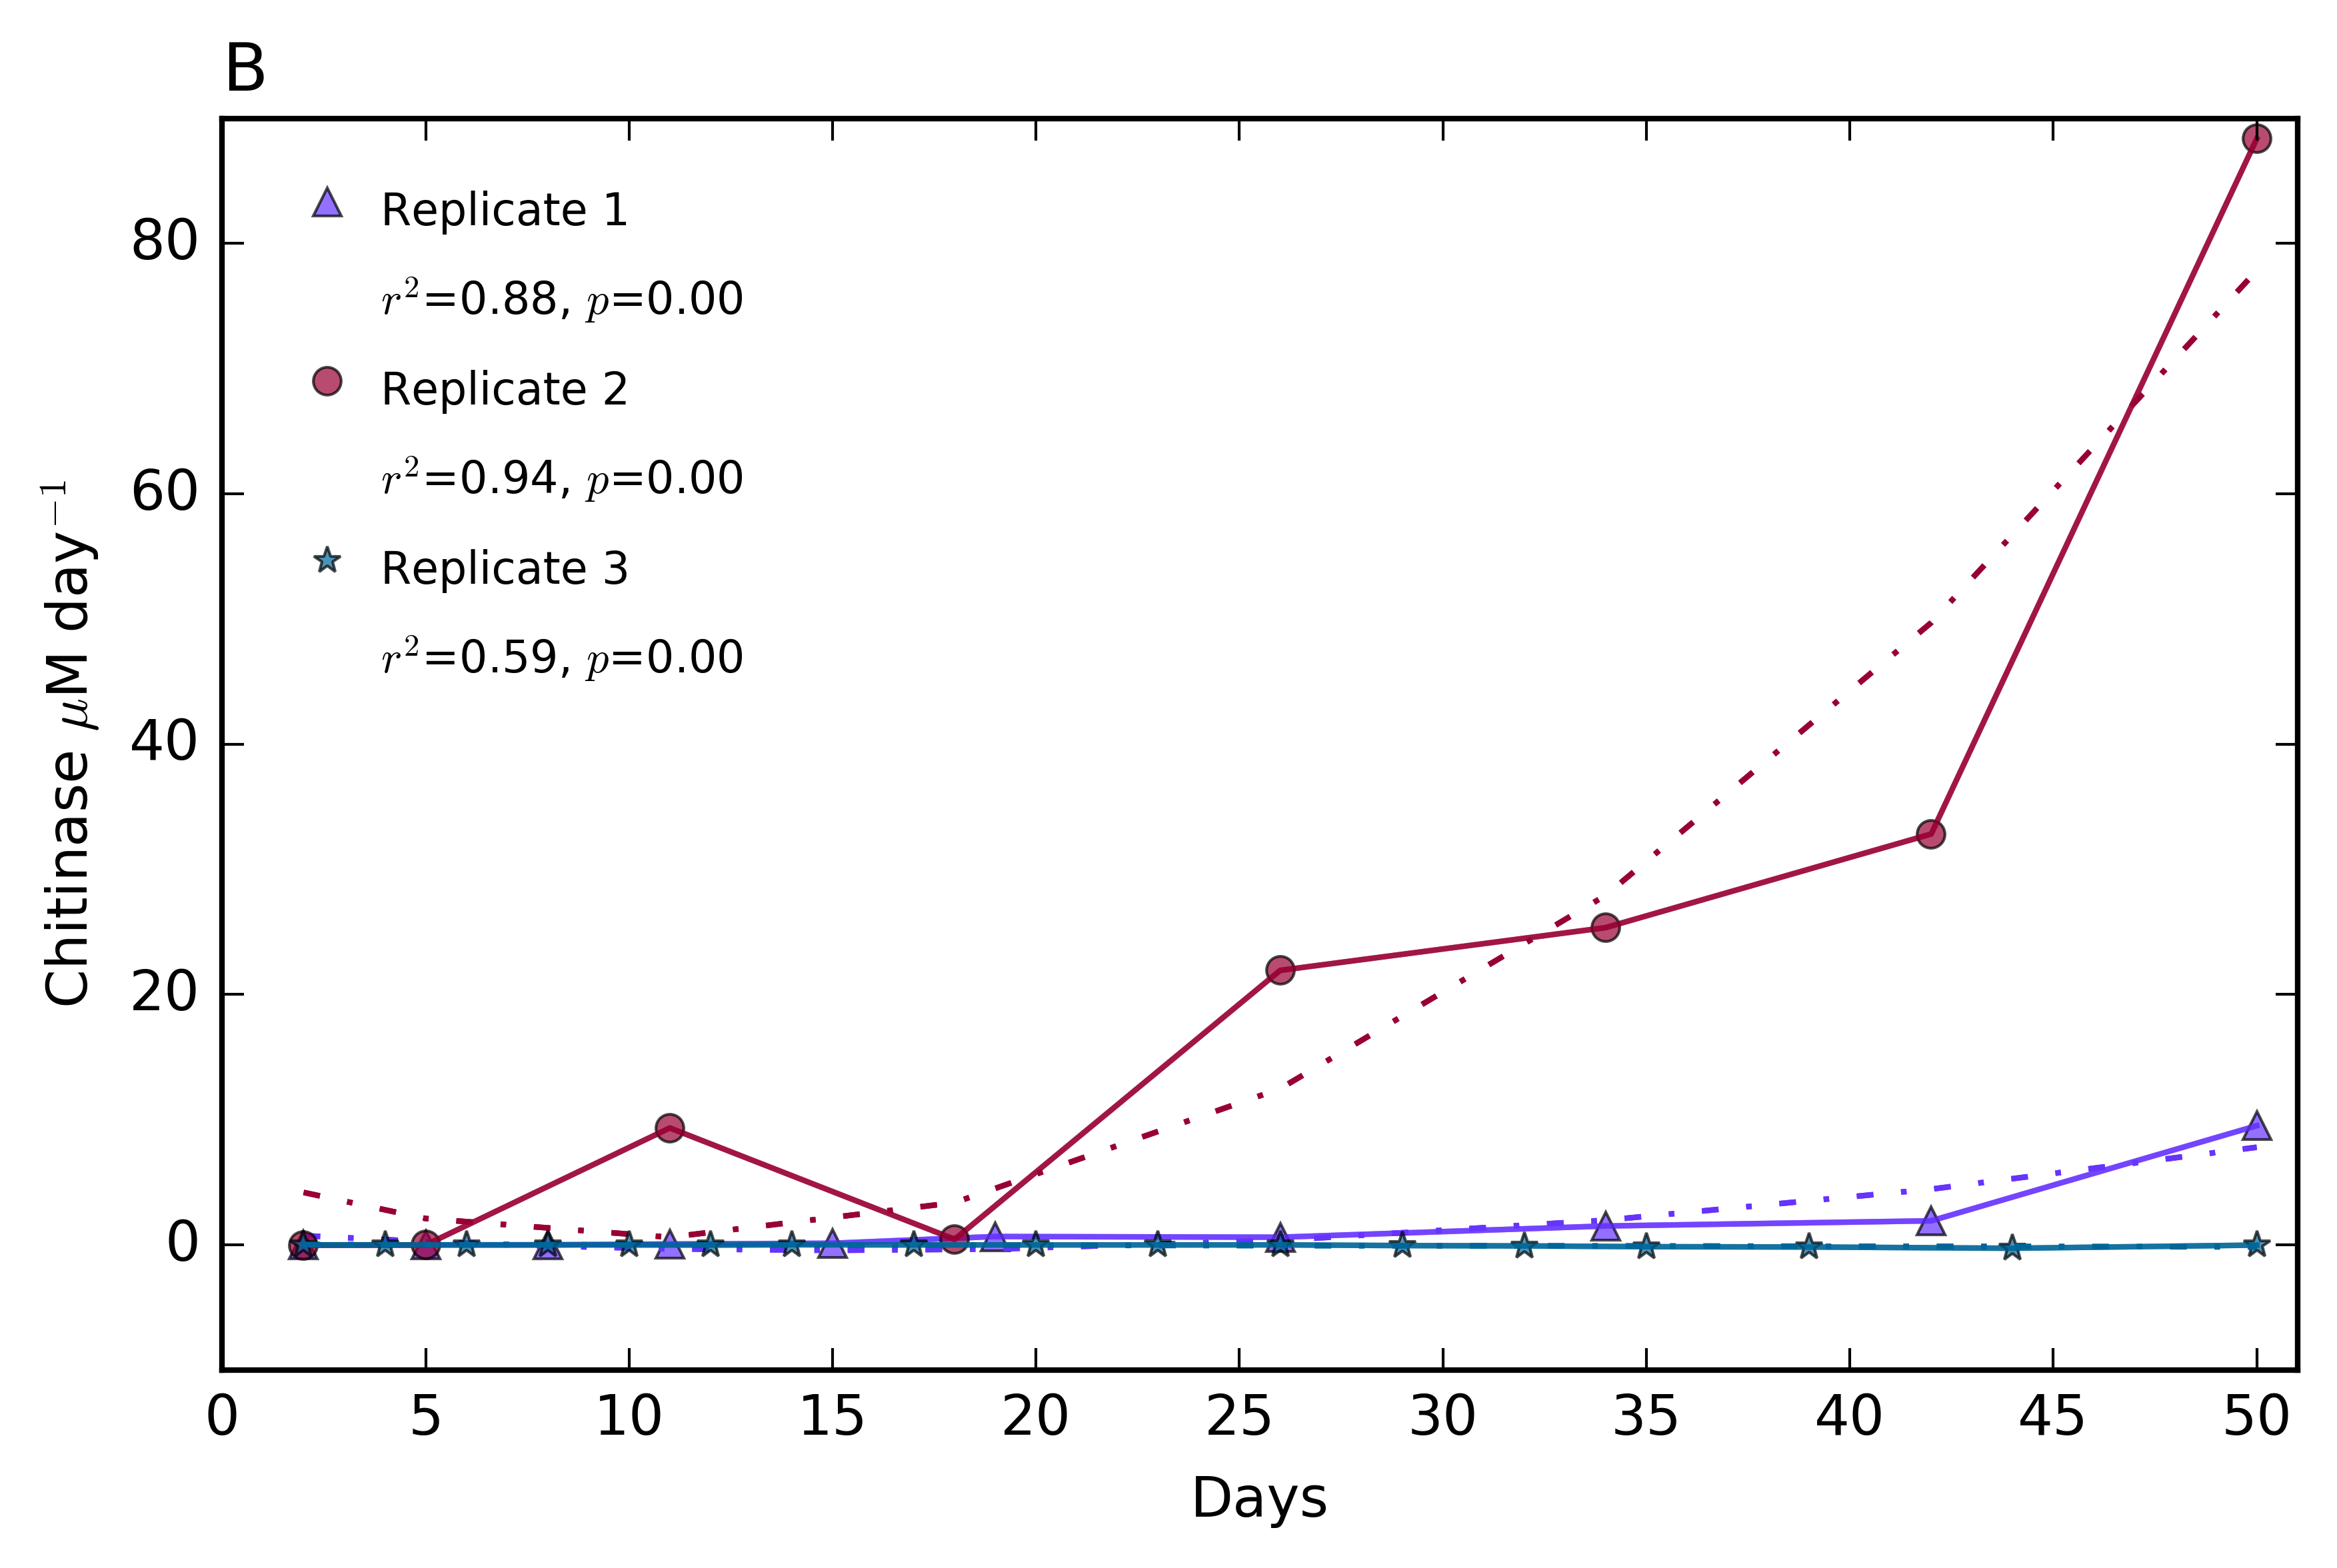 B
Replicate 1
r²=0.88, p=0.00
Replicate 2
r²=0.94, p=0.00
Replicate 3
r²=0.59, p=0.00
Chitinase μM day⁻¹
80
60
40
20
0
0 5 10 15 20 25 30 35 40 45 50
Days